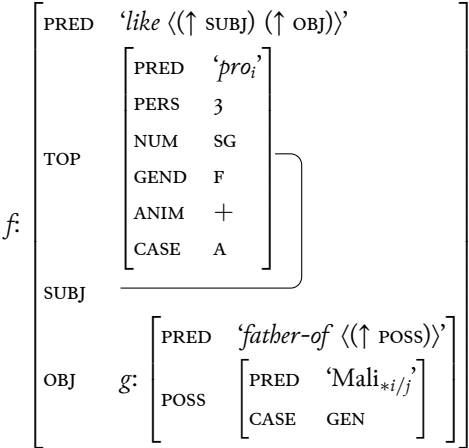 PRED ‘like ⟨(↑ SUBJ) (↑ OBJ)⟩’
PRED ‘proᵢ’
PERS 3
NUM SG
TOP
GEND F
ANIM +
f:
CASE A
SUBJ
PRED ‘father-of ⟨(↑ POSS)⟩’
OBJ g:
PRED ‘Mali*i/j’
POSS
CASE GEN